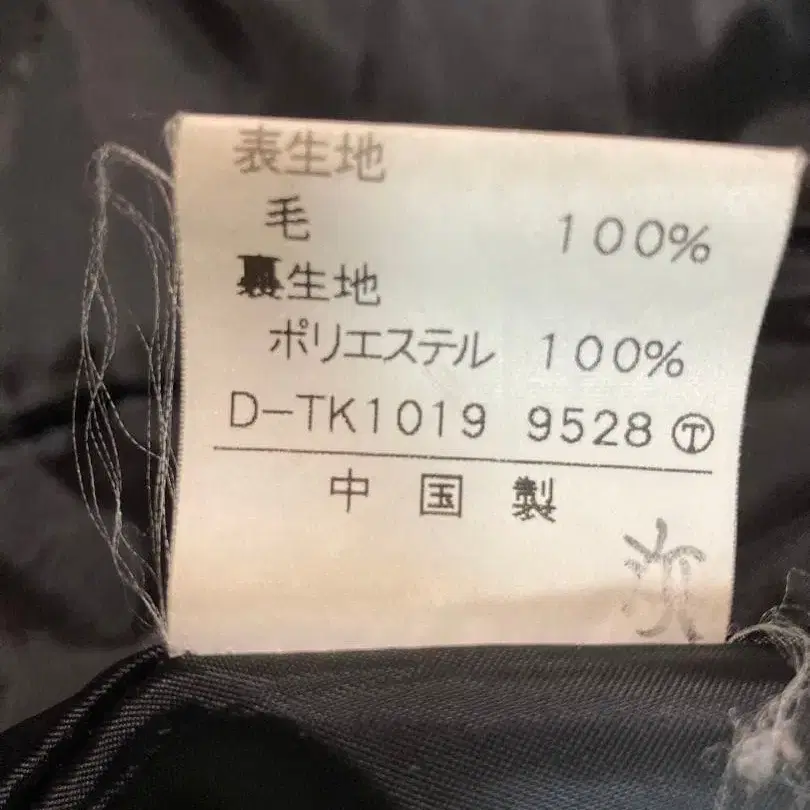 表生地
毛 100%
裏生地
ポリエステル 100%
D-TK1019 9528 Ⓣ
中国製